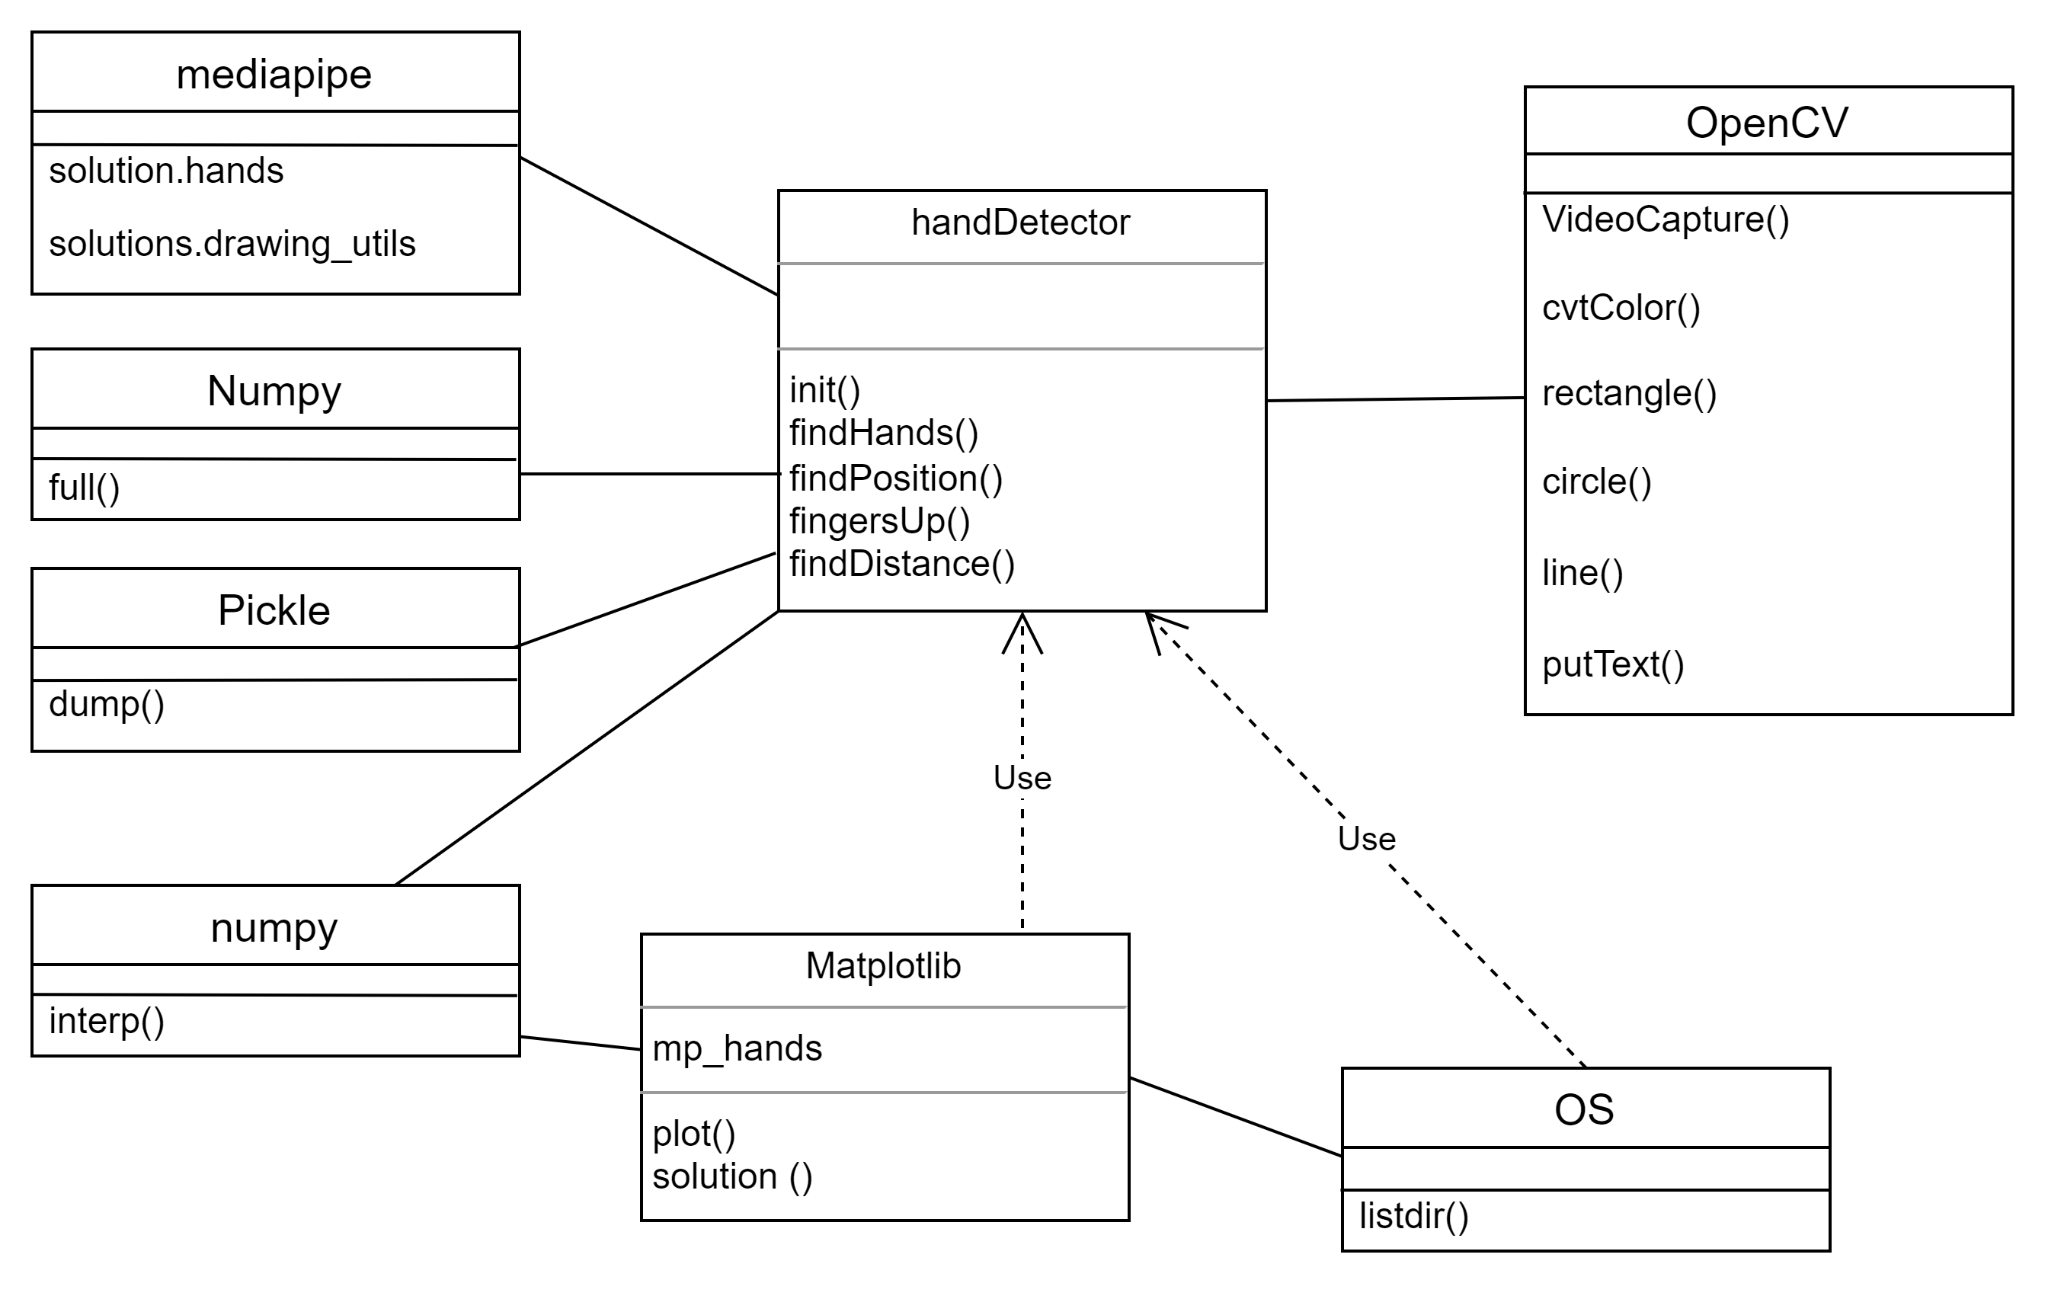 mediapipe
solution.hands
solutions.drawing_utils
Numpy
full()
Pickle
dump()
numpy
interp()
handDetector
init()
findHands()
findPosition()
fingersUp()
findDistance()
Use
Use
Matplotlib
mp_hands
plot()
solution ()
OpenCV
VideoCapture()
cvtColor()
rectangle()
circle()
line()
putText()
OS
listdir()